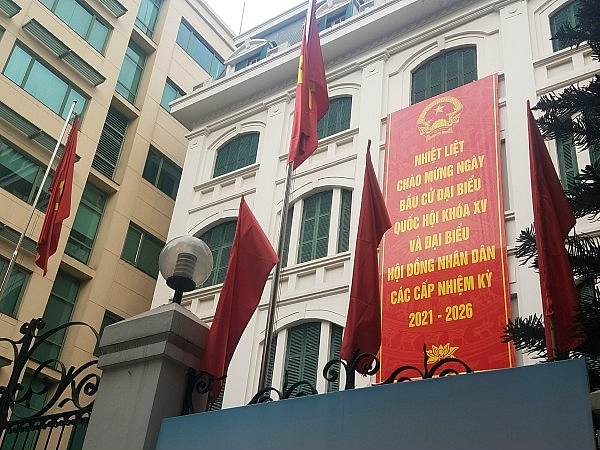 NHIỆT LIỆT
CHÀO MỪNG NGÀY
BẦU CỬ ĐẠI BIỂU
QUỐC HỘI KHÓA XV
VÀ ĐẠI BIỂU
HỘI ĐỒNG NHÂN DÂN
CÁC CẤP NHIỆM KỲ
2021 - 2026